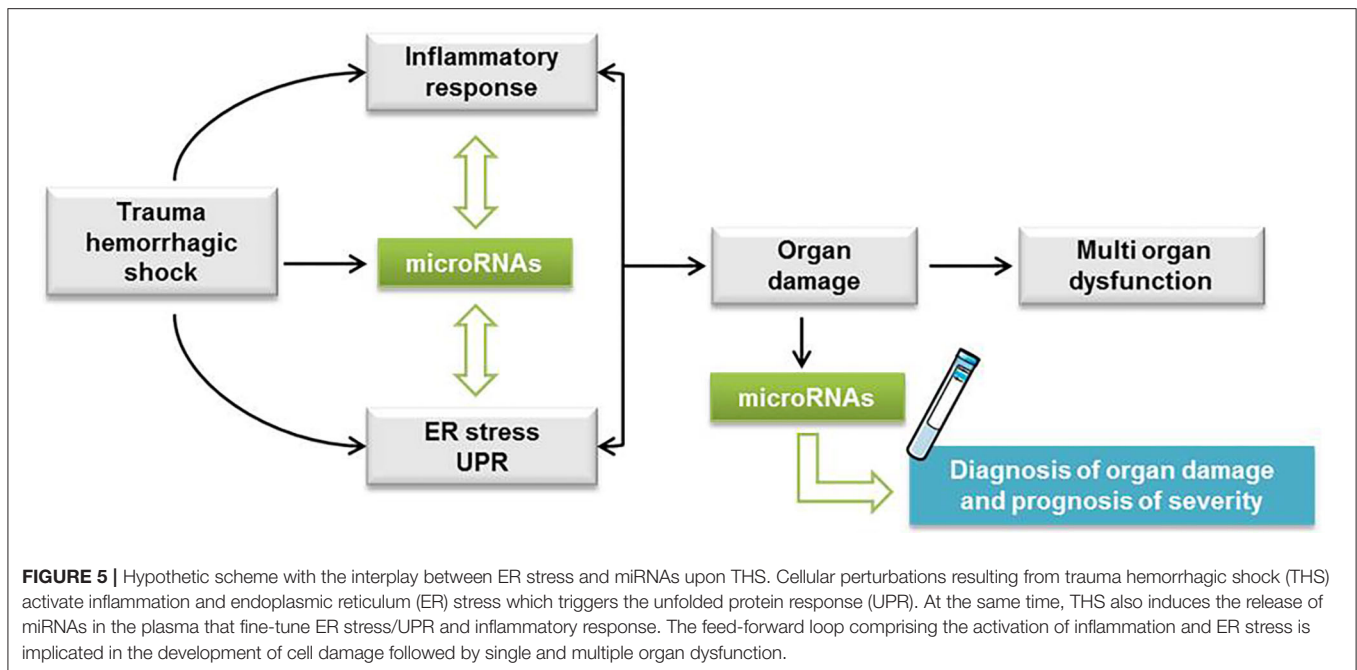 Inflammatory
response
Trauma
hemorrhagic
shock
microRNAs
ER stress
UPR
Organ
damage
Multi organ
dysfunction
microRNAs
Diagnosis of organ damage
and prognosis of severity
FIGURE 5 | Hypothetic scheme with the interplay between ER stress and miRNAs upon THS. Cellular perturbations resulting from trauma hemorrhagic shock (THS)
activate inflammation and endoplasmic reticulum (ER) stress which triggers the unfolded protein response (UPR). At the same time, THS also induces the release of
miRNAs in the plasma that fine-tune ER stress/UPR and inflammatory response. The feed-forward loop comprising the activation of inflammation and ER stress is
implicated in the development of cell damage followed by single and multiple organ dysfunction.